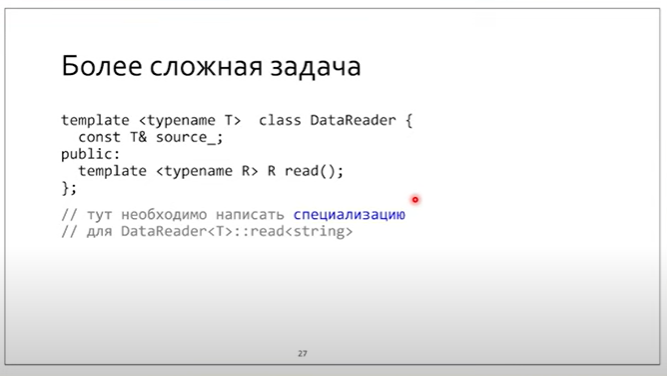 Более сложная задача
template <typename T>  class DataReader {
  const T& source_;
public:
  template <typename R> R read();
};
// тут необходимо написать специализацию
// для DataReader<T>::read<string>
27